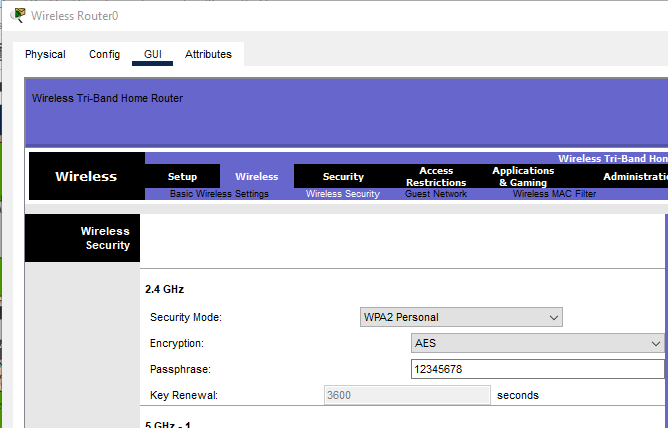 Wireless Router0
Physical Config GUI Attributes
Wireless Tri-Band Home Router
Wireless Tri-Band Hom
Wireless Setup Wireless Security Access Restrictions Applications & Gaming Administratio
Basic Wireless Settings Wireless Security Guest Network Wireless MAC Filter
Wireless Security
2.4 GHz
Security Mode: WPA2 Personal
Encryption: AES
Passphrase: 12345678
Key Renewal: 3600 seconds
5 GHz - 1